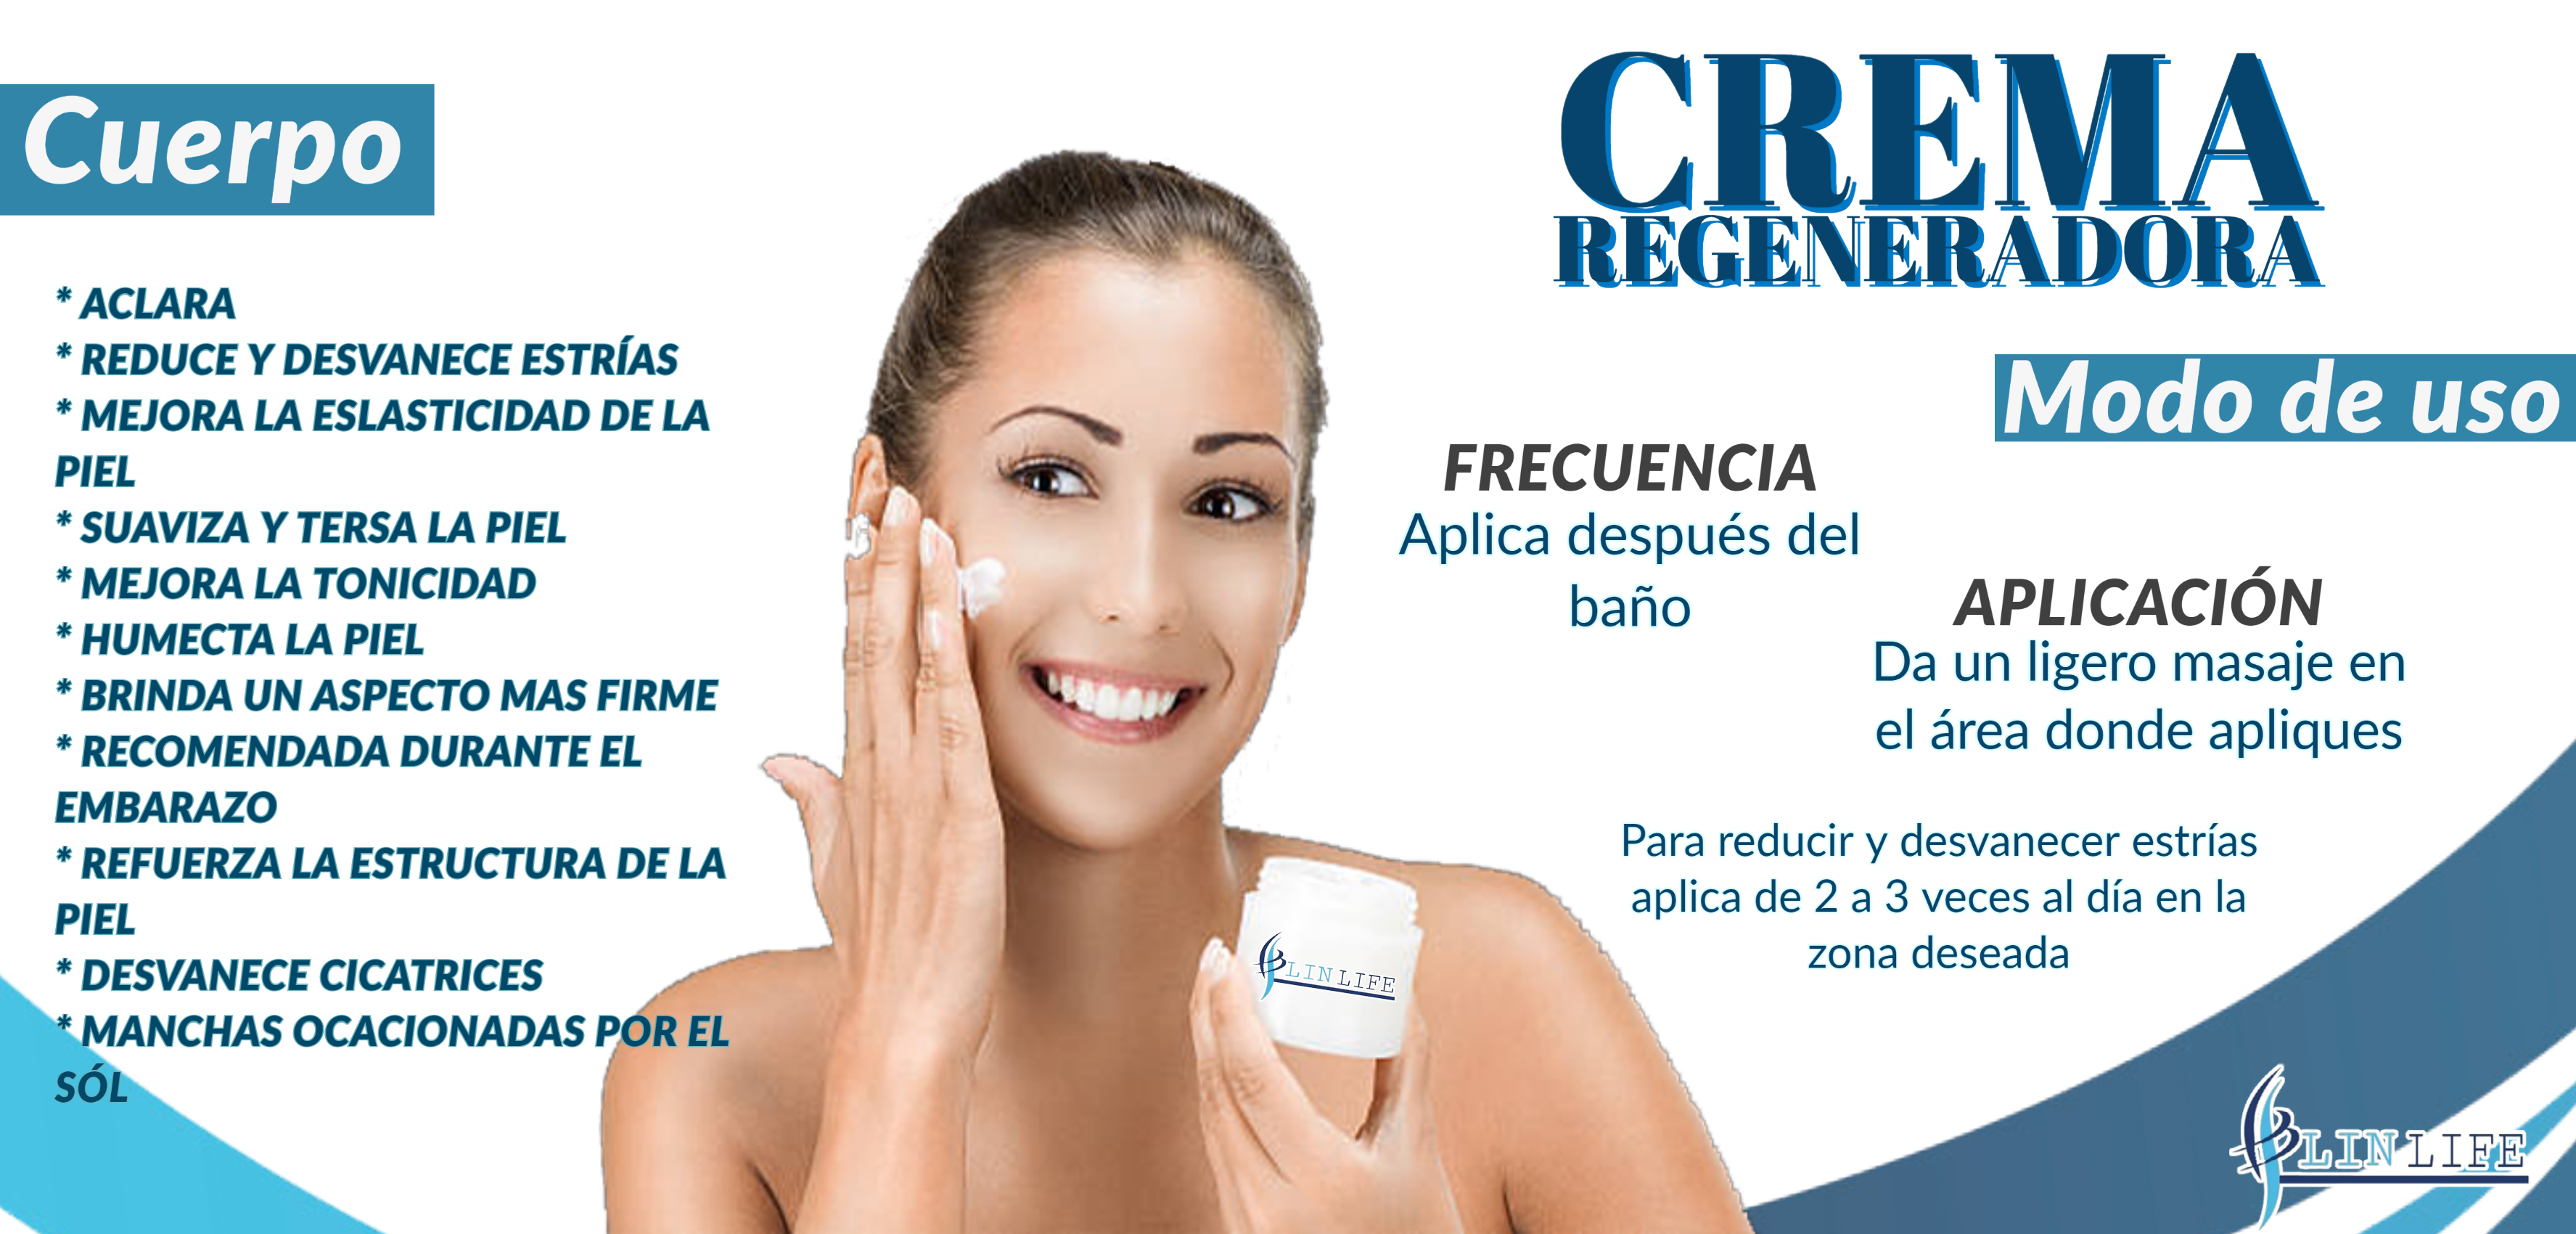 Cuerpo
* ACLARA
* REDUCE Y DESVANECE ESTRÍAS
* MEJORA LA ESLASTICIDAD DE LA
PIEL
* SUAVIZA Y TERSA LA PIEL
* MEJORA LA TONICIDAD
* HUMECTA LA PIEL
* BRINDA UN ASPECTO MAS FIRME
* RECOMENDADA DURANTE EL
EMBARAZO
* REFUERZA LA ESTRUCTURA DE LA
PIEL
* DESVANECE CICATRICES
* MANCHAS OCACIONADAS POR EL
SÓL
BLINLIFE
CREMA
REGENERADORA
Modo de uso
FRECUENCIA
Aplica después del
baño
APLICACIÓN
Da un ligero masaje en
el área donde apliques
Para reducir y desvanecer estrías
aplica de 2 a 3 veces al día en la
zona deseada
BLINLIFE